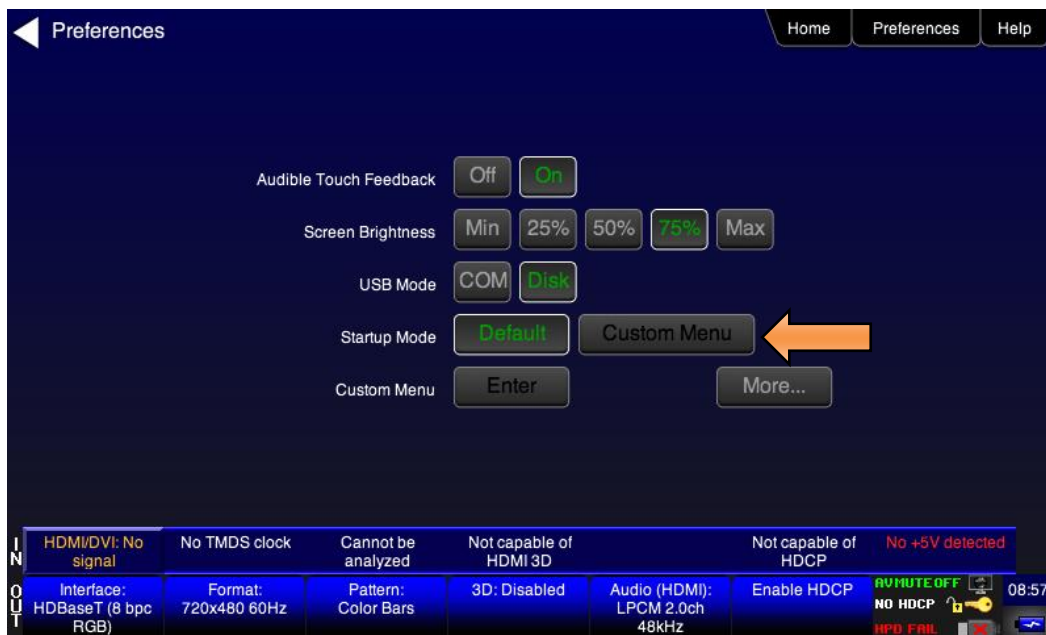 Preferences
Home
Preferences
Help
Audible Touch Feedback
Off
On
Screen Brightness
Min
25%
50%
75%
Max
USB Mode
COM
Disk
Startup Mode
Default
Custom Menu
Custom Menu
Enter
More...
IN
HDMI/DVI: No
signal
No TMDS clock
Cannot be
analyzed
Not capable of
HDMI 3D
Not capable of
HDCP
No +5V detected
OUT
Interface:
HDBaseT (8 bpc
RGB)
Format:
720x480 60Hz
Pattern:
Color Bars
3D: Disabled
Audio (HDMI):
LPCM 2.0ch
48kHz
Enable HDCP
AVMUTE OFF
NO HDCP
HPD FAIL
08:57